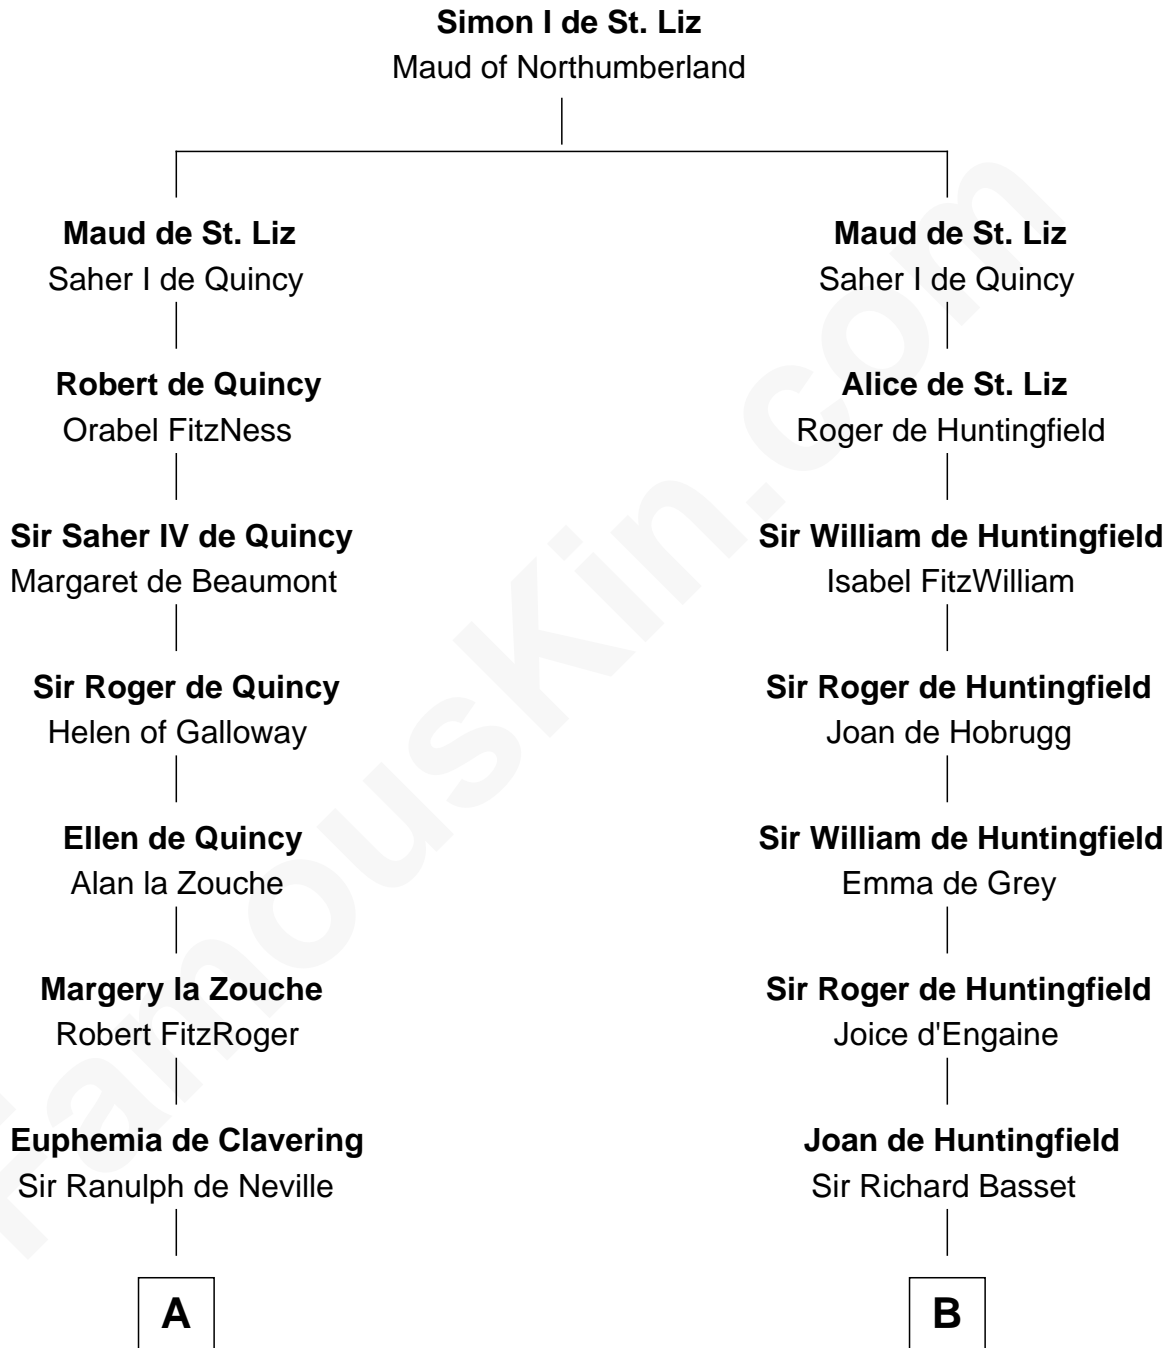 Simon I de St. Liz
Maud of Northumberland
Maud de St. Liz
Saher I de Quincy
Maud de St. Liz
Saher I de Quincy
Robert de Quincy
Orabel FitzNess
Alice de St. Liz
Roger de Huntingfield
Sir Saher IV de Quincy
Margaret de Beaumont
Sir William de Huntingfield
Isabel FitzWilliam
Sir Roger de Quincy
Helen of Galloway
Sir Roger de Huntingfield
Joan de Hobrugg
Ellen de Quincy
Alan la Zouche
Sir William de Huntingfield
Emma de Grey
Margery la Zouche
Robert FitzRoger
Sir Roger de Huntingfield
Joice d'Engaine
Euphemia de Clavering
Sir Ranulph de Neville
Joan de Huntingfield
Sir Richard Basset
A
B
FamousKin.com